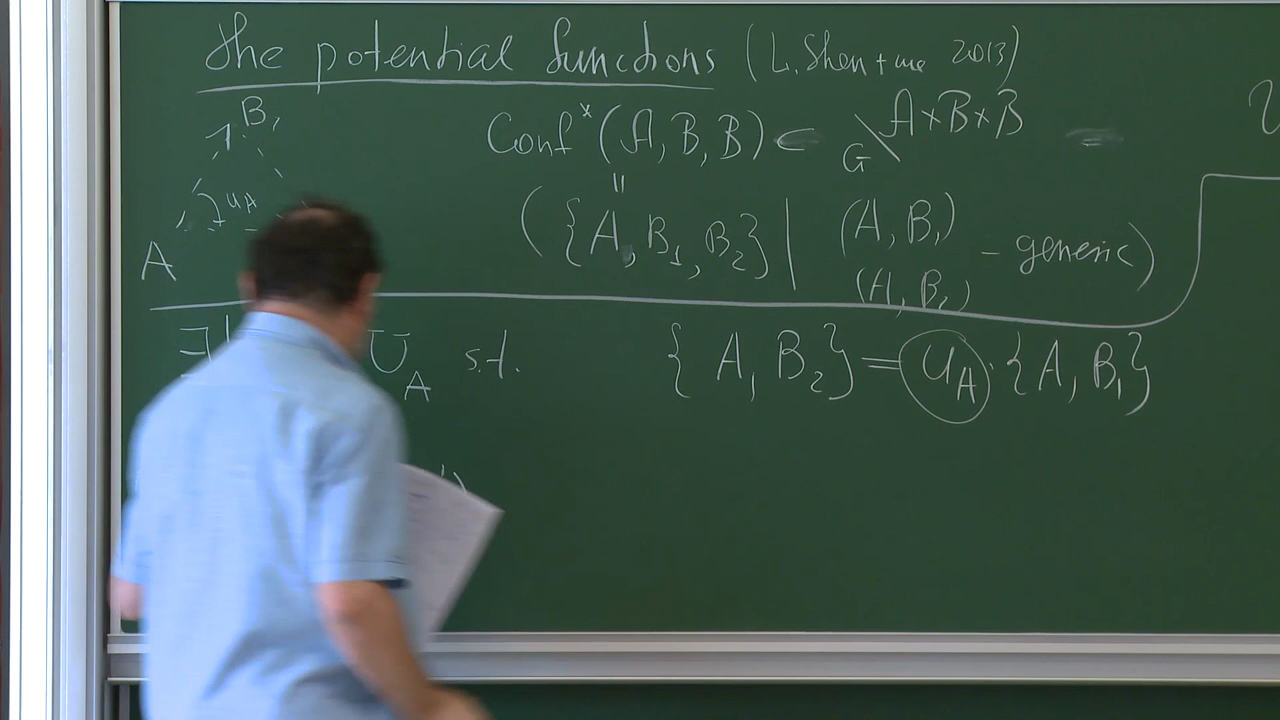 The potential functions (L. Shen + me 2013)
B₁
Conf* (A, B, B) ⊂ G\A×B×B
u_A
A
=
({A, B₁, B₂} | (A, B₁)
(A, B₂) - generic)
∃! U_A s.t. {A, B₂} = u_A · {A, B₁}